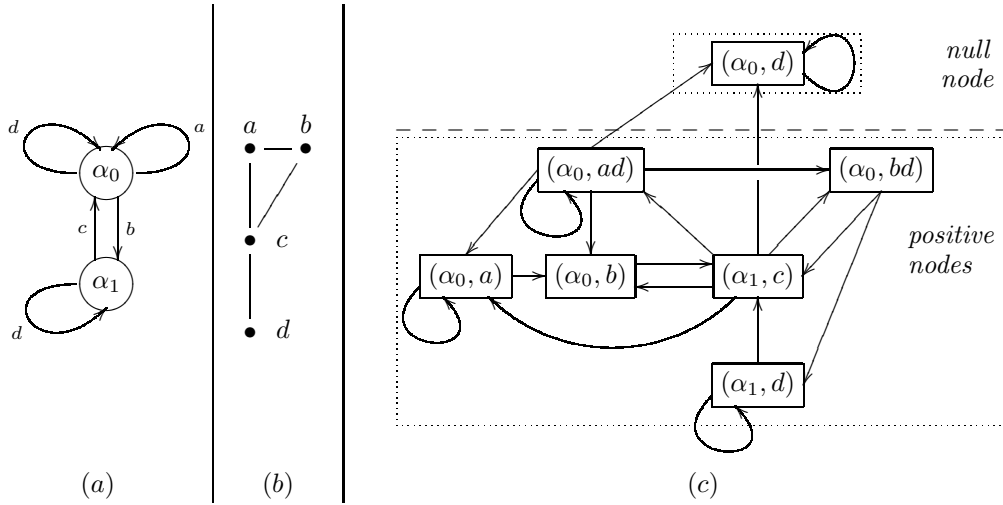 d
a
α₀
c
b
α₁
d
(a)
a
b
c
d
(b)
(α₀, d)
null
node
(α₀, ad)
(α₀, bd)
positive
nodes
(α₀, a)
(α₀, b)
(α₁, c)
(α₁, d)
(c)